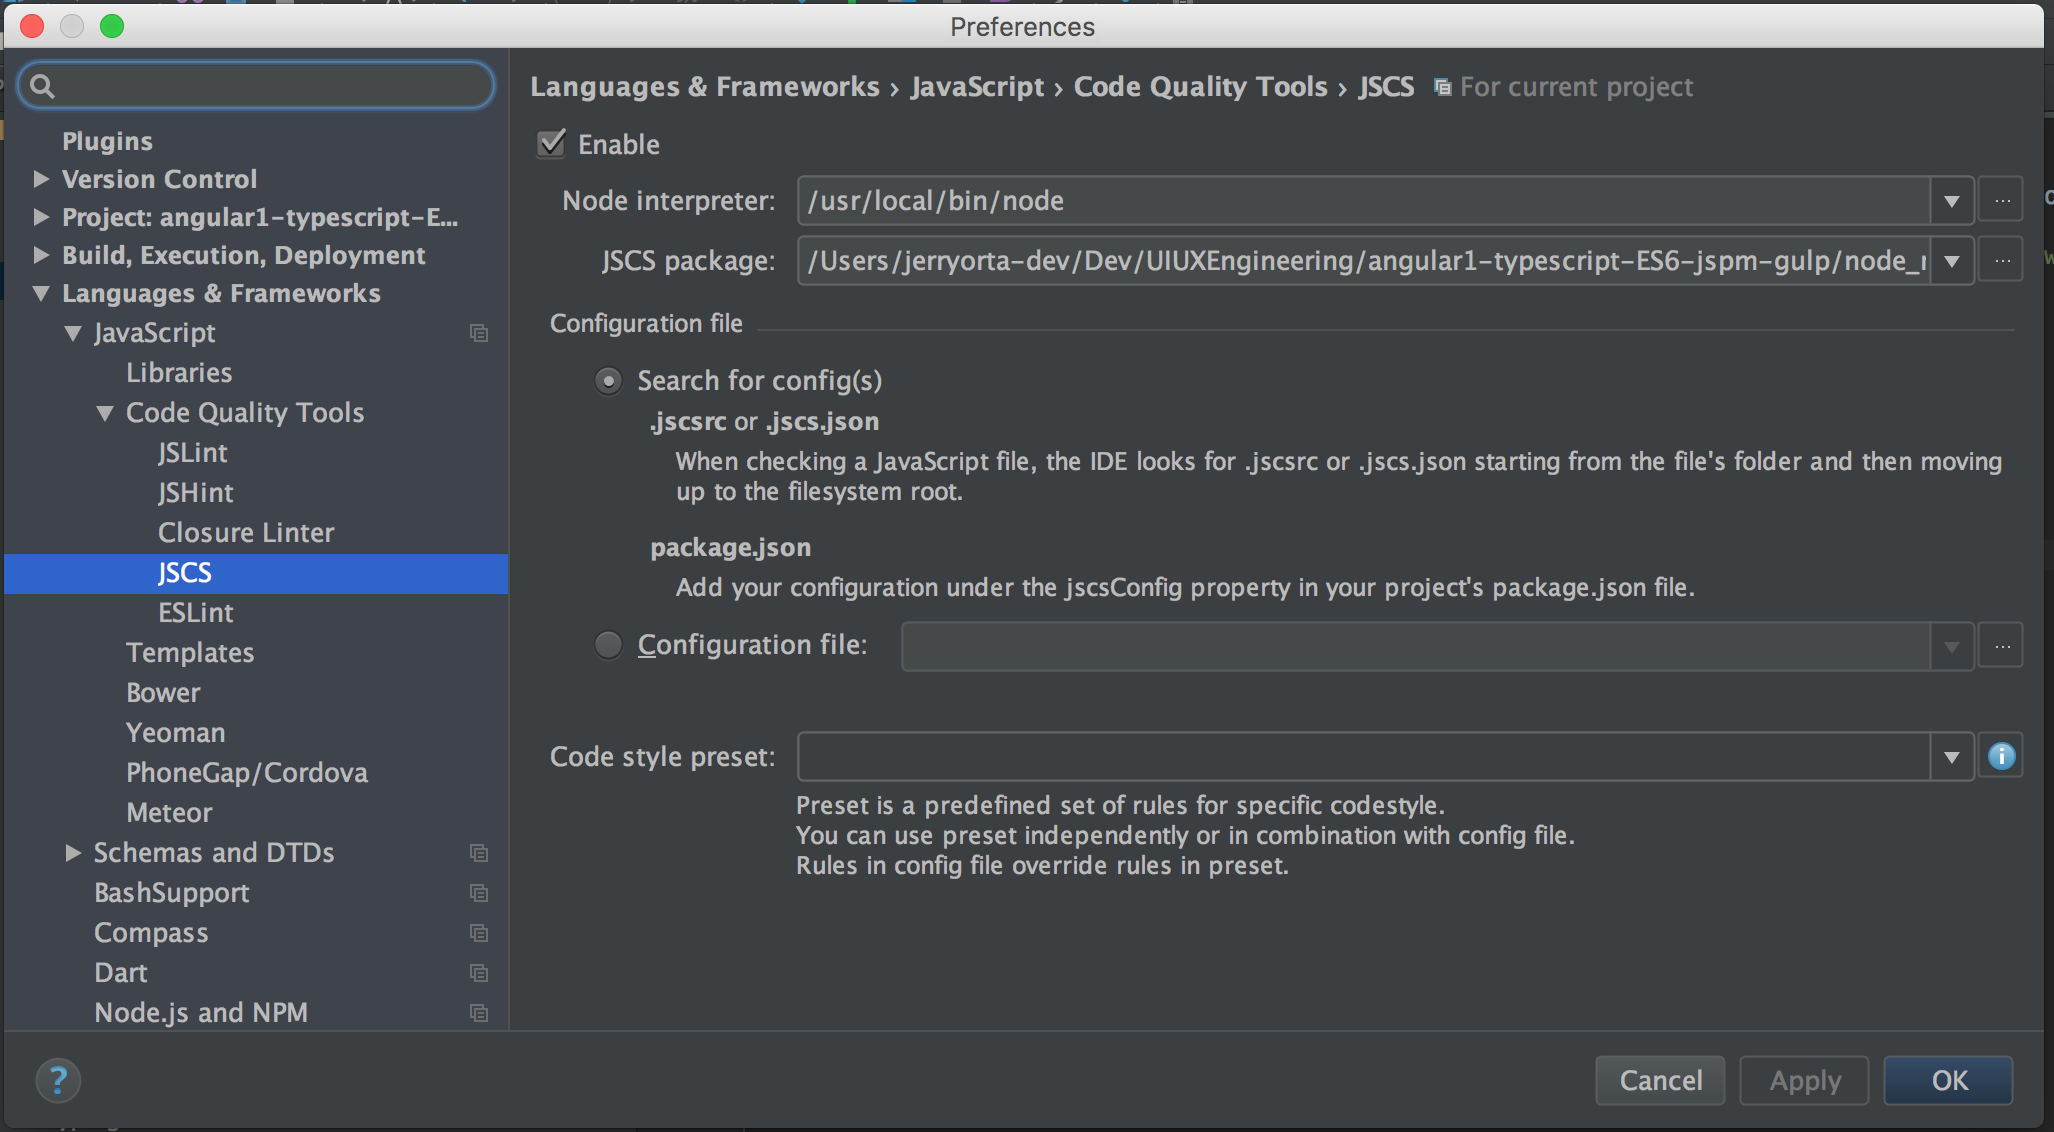 Preferences
Plugins
Version Control
Project: angular1-typescript-E...
Build, Execution, Deployment
Languages & Frameworks
JavaScript
Libraries
Code Quality Tools
JSLint
JSHint
Closure Linter
JSCS
ESLint
Templates
Bower
Yeoman
PhoneGap/Cordova
Meteor
Schemas and DTDs
BashSupport
Compass
Dart
Node.js and NPM
Languages & Frameworks › JavaScript › Code Quality Tools › JSCS For current project
Enable
Node interpreter: /usr/local/bin/node ...
JSCS package: /Users/jerryorta-dev/Dev/UIUXEngineering/angular1-typescript-ES6-jspm-gulp/node_ ...
Configuration file
Search for config(s)
.jscsrc or .jscs.json
When checking a JavaScript file, the IDE looks for .jscsrc or .jscs.json starting from the file's folder and then moving
up to the filesystem root.
package.json
Add your configuration under the jscsConfig property in your project's package.json file.
Configuration file: ...
Code style preset:
Preset is a predefined set of rules for specific codestyle.
You can use preset independently or in combination with config file.
Rules in config file override rules in preset.
? Cancel Apply OK